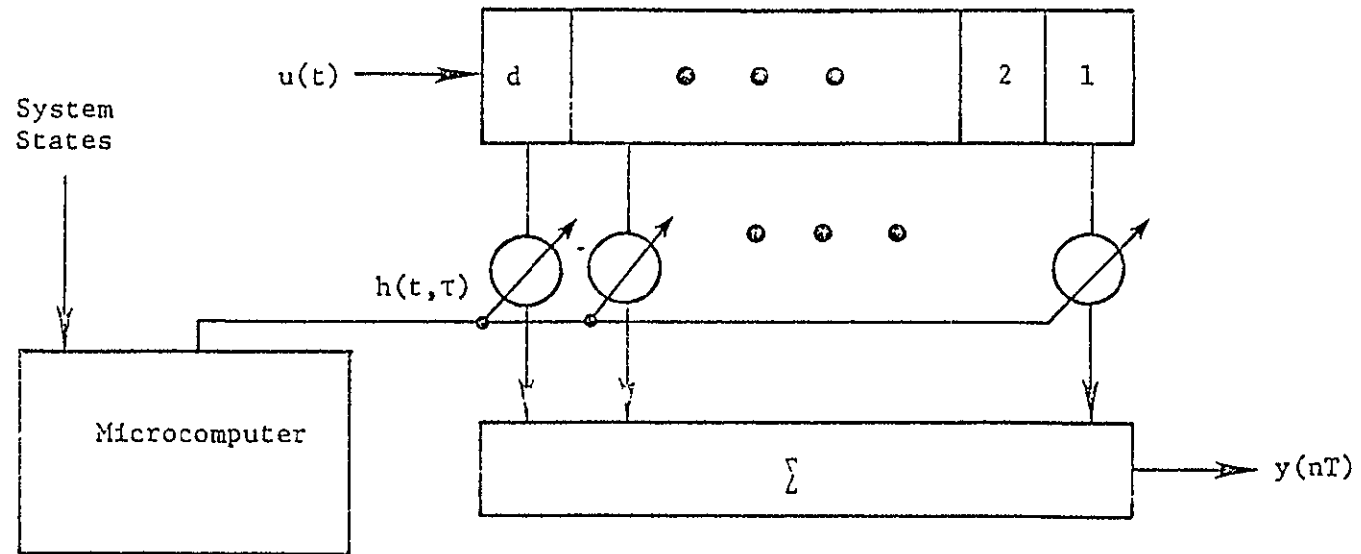 u(t)
d
2
1
System
States
h(t,τ)
Microcomputer
Σ
y(nT)